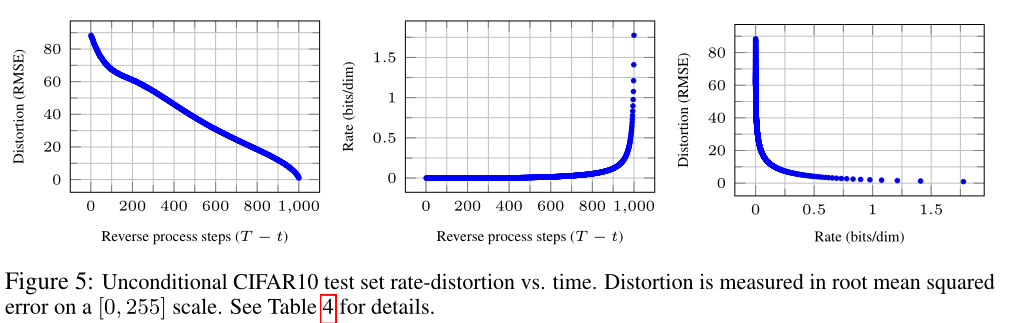 80
60
40
20
0
0 200 400 600 800 1,000
Distortion (RMSE)
Reverse process steps (T − t)
1.5
1
0.5
0
0 200 400 600 800 1,000
Rate (bits/dim)
Reverse process steps (T − t)
80
60
40
20
0
0 0.5 1 1.5
Distortion (RMSE)
Rate (bits/dim)
Figure 5: Unconditional CIFAR10 test set rate-distortion vs. time. Distortion is measured in root mean squared
error on a [0, 255] scale. See Table 4 for details.